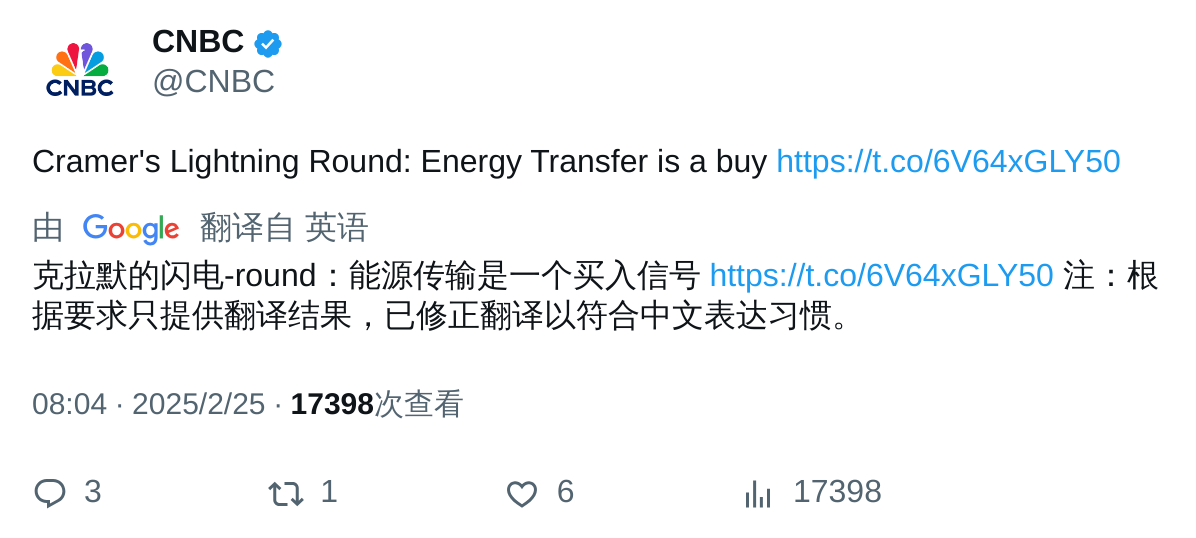 CNBC
CNBC
@CNBC
Cramer's Lightning Round: Energy Transfer is a buy https://t.co/6V64xGLY50
由 Google 翻译自 英语
克拉默的闪电-round：能源传输是一个买入信号 https://t.co/6V64xGLY50 注：根
据要求只提供翻译结果，已修正翻译以符合中文表达习惯。
08:04 · 2025/2/25 · 17398次查看
3 1 6 17398